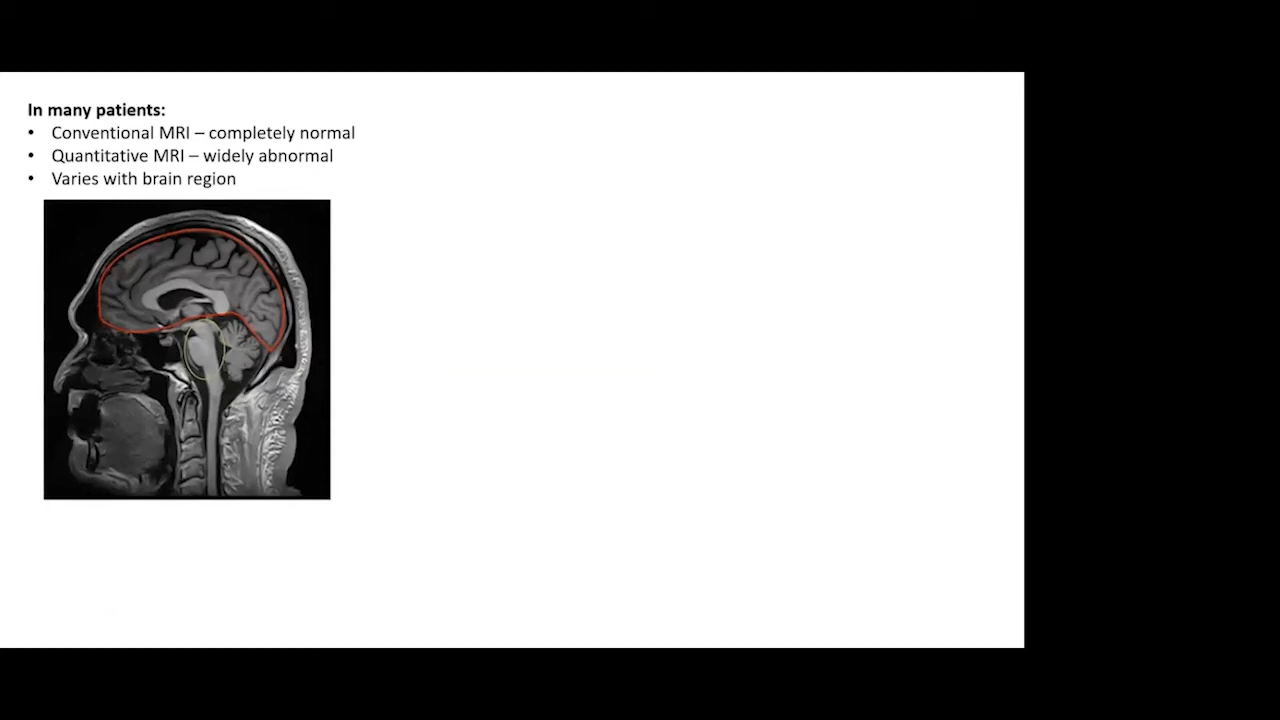 In many patients:
• Conventional MRI – completely normal
• Quantitative MRI – widely abnormal
• Varies with brain region